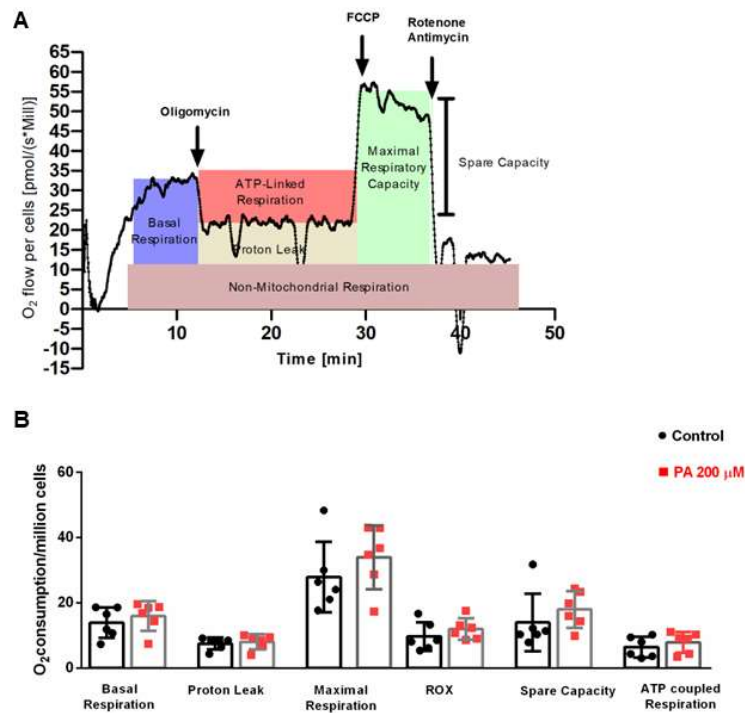 A
FCCP
Rotenone
Antimycin
Oligomycin
O2 flow per cells [pmol/(s*Mill)]
65
60
55
50
45
40
35
30
25
20
15
10
5
0
-5
-10
-15
Basal
Respiration
ATP-Linked
Respiration
Proton Leak
Maximal
Respiratory
Capacity
Spare Capacity
Non-Mitochondrial Respiration
10
20
30
40
50
Time [min]
B
Control
PA 200 μM
O2consumption/million cells
60
40
20
0
Basal
Respiration
Proton Leak
Maximal
Respiration
ROX
Spare Capacity
ATP coupled
Respiration